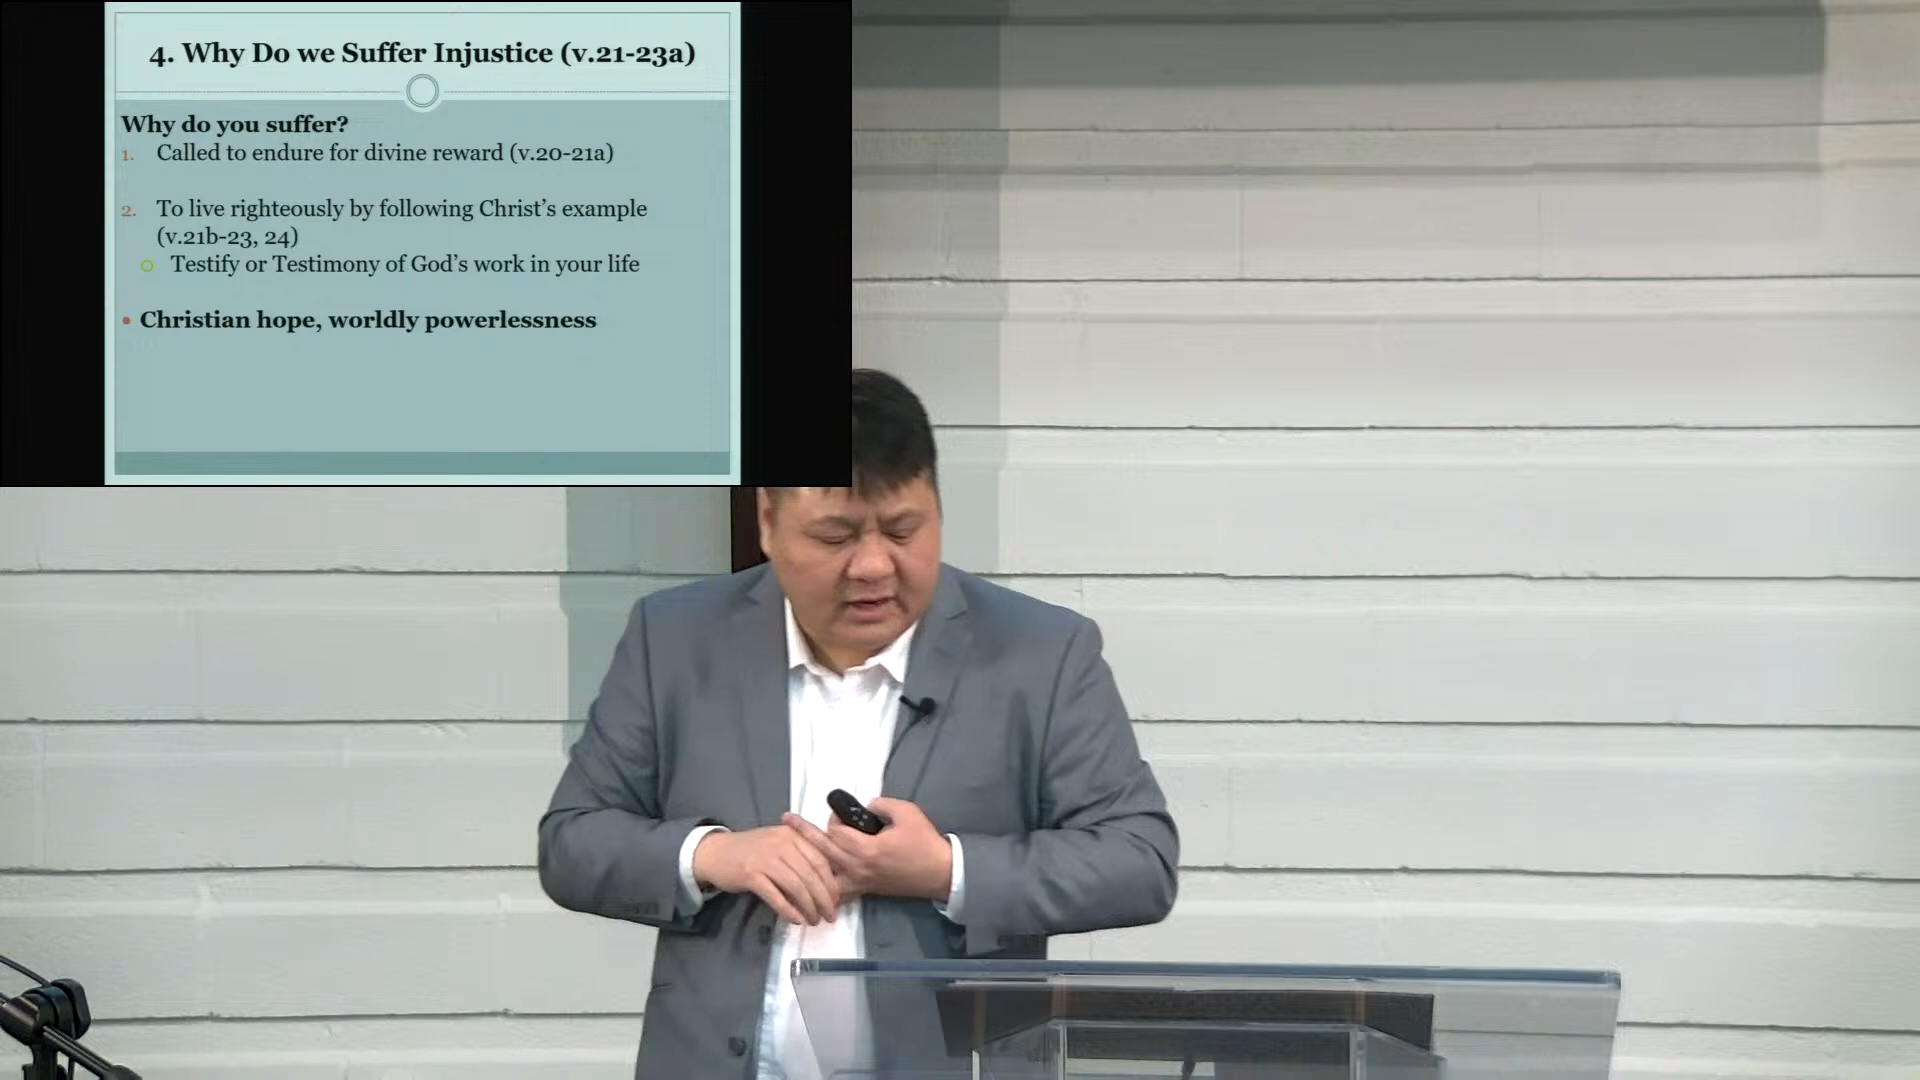 4. Why Do we Suffer Injustice (v.21-23a)
Why do you suffer?
1. Called to endure for divine reward (v.20-21a)
2. To live righteously by following Christ's example
(v.21b-23, 24)
Testify or Testimony of God's work in your life
• Christian hope, worldly powerlessness